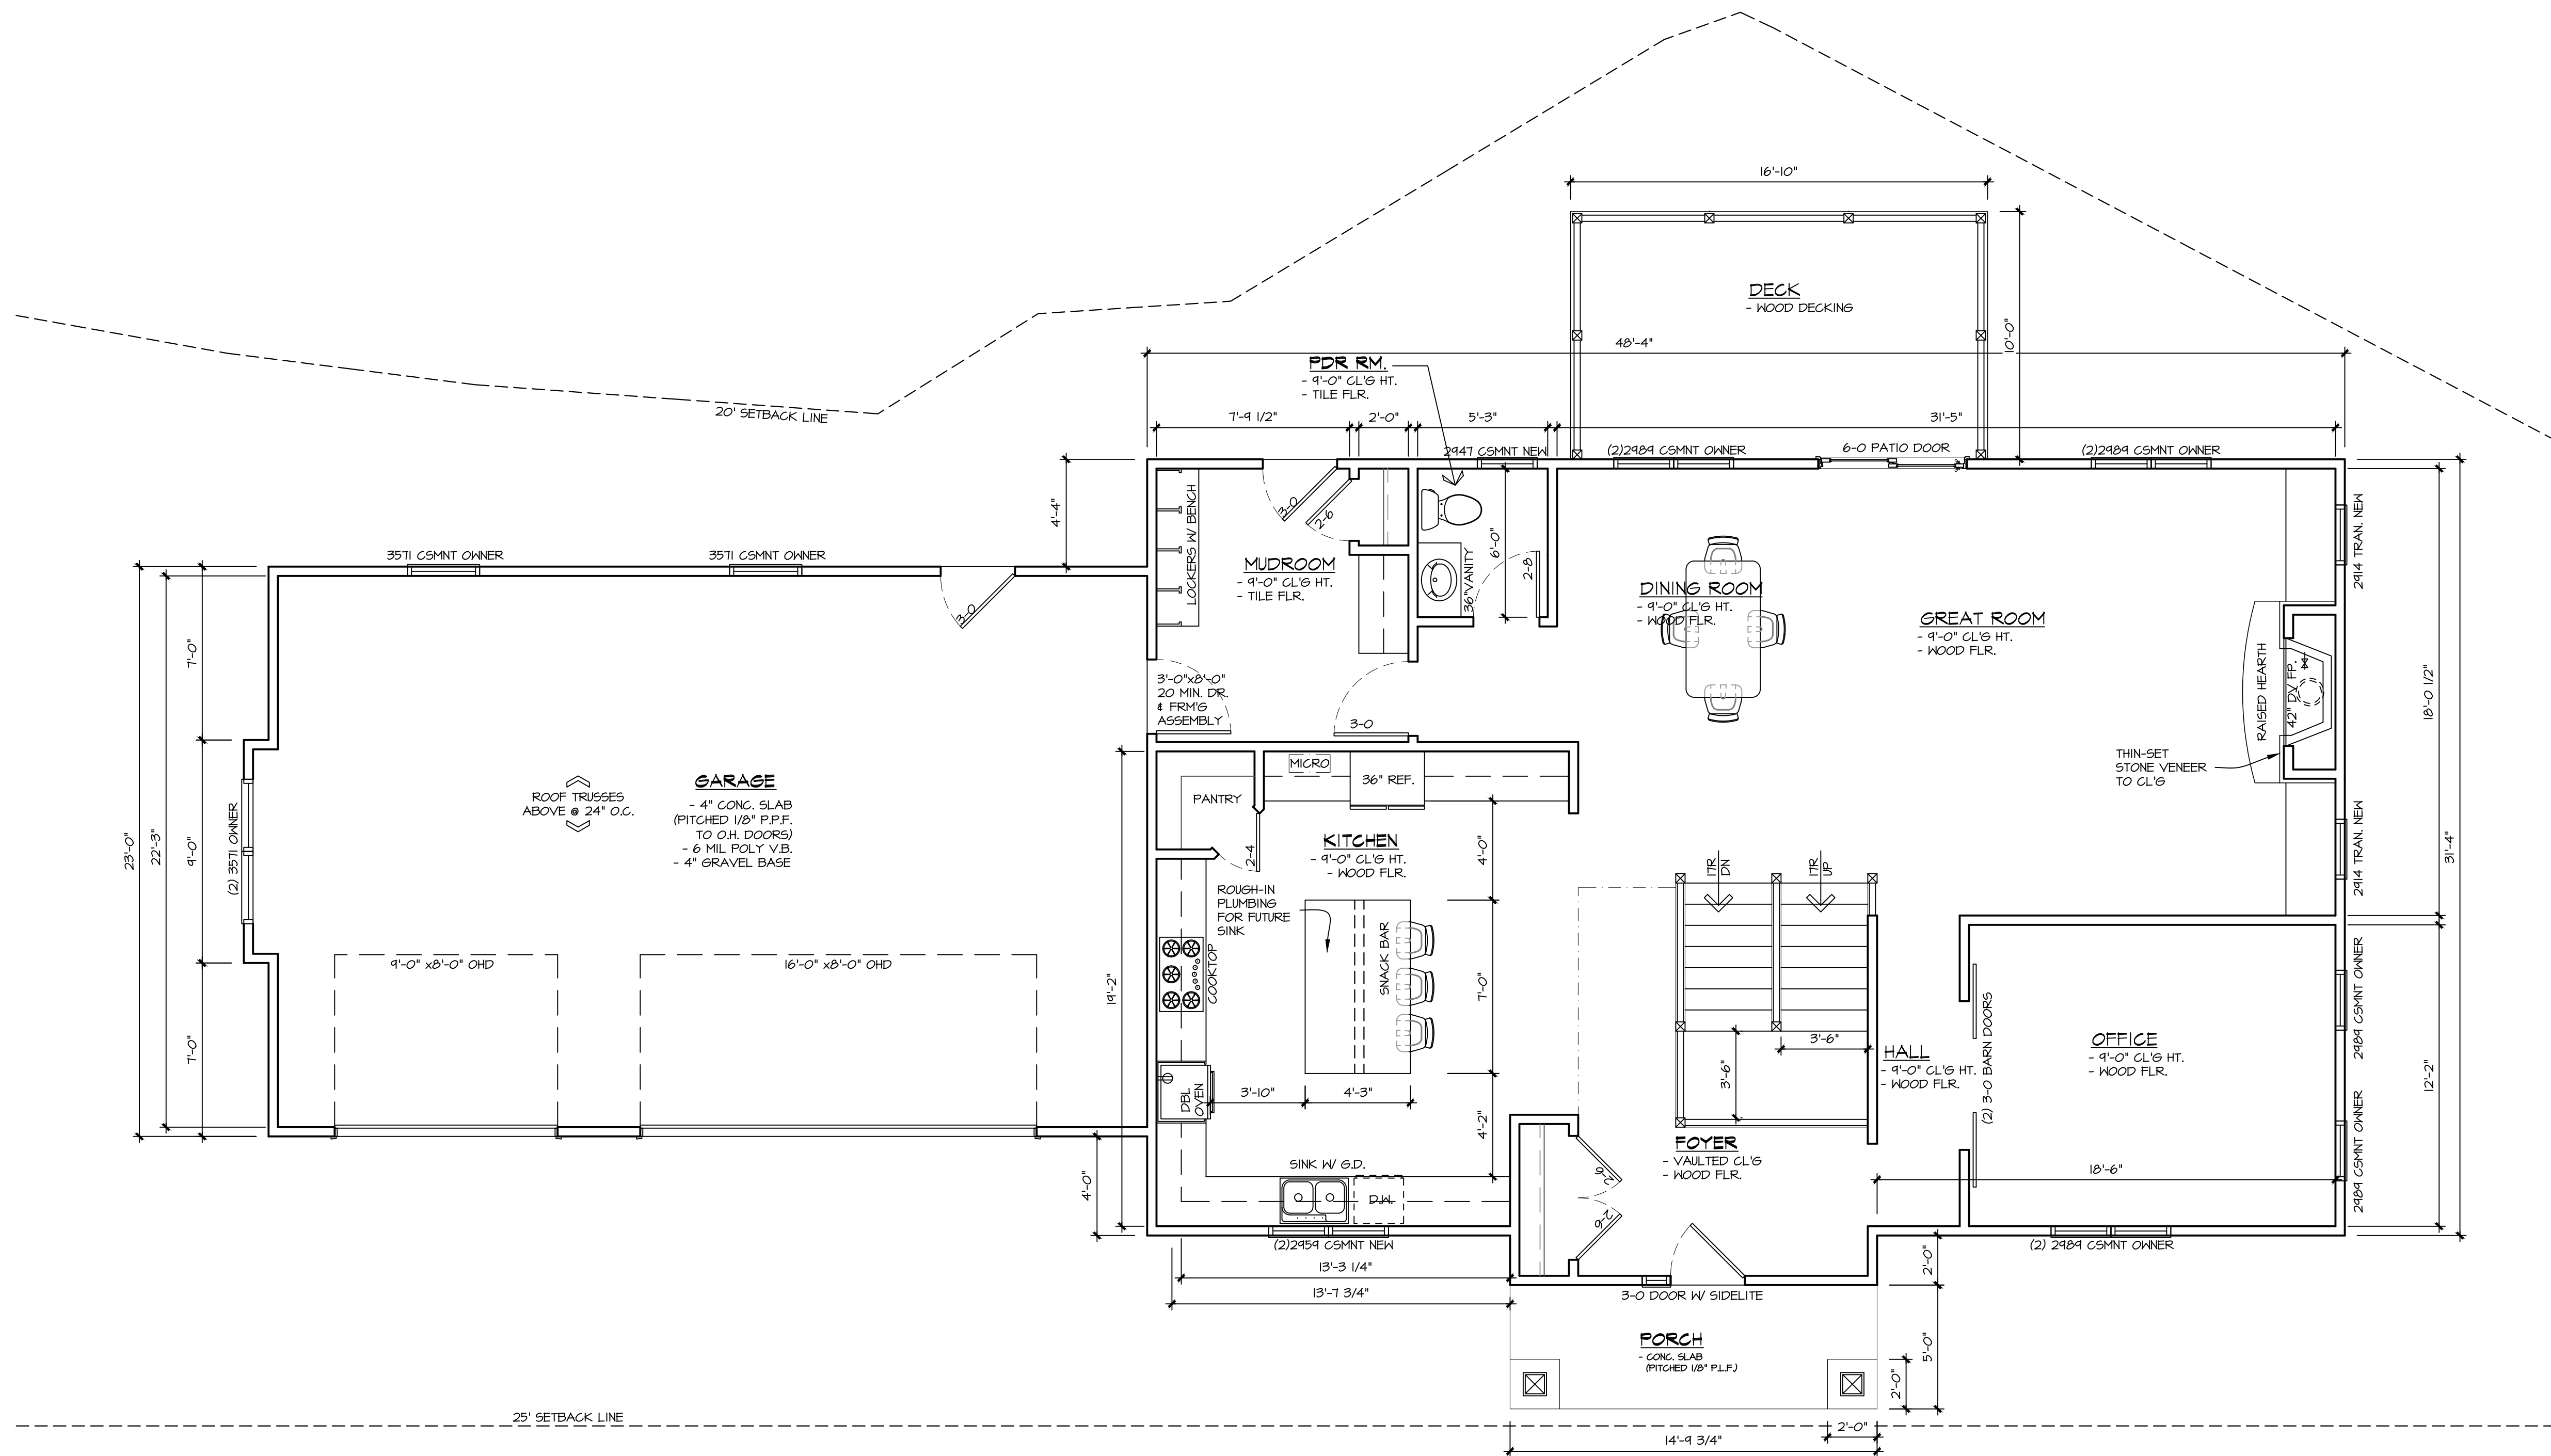 16'-10"
DECK
- WOOD DECKING
10'-0"
48'-4"
PDR RM.
- 9'-0" CL'G HT.
- TILE FLR.
20' SETBACK LINE
7'-9 1/2"
2'-0"
5'-3"
31'-5"
2947 CSMNT NEW
(2)2989 CSMNT OWNER
6-0 PATIO DOOR
(2)2989 CSMNT OWNER
4'-4"
3-0
2-6
LOCKERS W/ BENCH
6'-0"
2914 TRAN. NEW
3571 CSMNT OWNER
3571 CSMNT OWNER
MUDROOM
- 9'-0" CL'G HT.
- TILE FLR.
36"VANITY
2-8
DINING ROOM
- 9'-0" CL'G HT.
- WOOD FLR.
GREAT ROOM
- 9'-0" CL'G HT.
- WOOD FLR.
3-0
7'-0"
3'-0"x8'-0"
20 MIN. DR.
& FRM'G
ASSEMBLY
3-0
RAISED HEARTH
42" DV FP.
18'-0 1/2"
THIN-SET
STONE VENEER
TO CL'G
MICRO
36" REF.
PANTRY
GARAGE
- 4" CONC. SLAB
(PITCHED 1/8" P.P.F.
TO O.H. DOORS)
- 6 MIL POLY V.B.
- 4" GRAVEL BASE
ROOF TRUSSES
ABOVE @ 24" O.C.
23'-0"
22'-3"
9'-0"
(2) 3571 OWNER
KITCHEN
- 9'-0" CL'G HT.
- WOOD FLR.
2-4
4'-0"
17R
DN
17R
UP
2914 TRAN. NEW
31'-4"
ROUGH-IN
PLUMBING
FOR FUTURE
SINK
SNACK BAR
COOKTOP
9'-0" x8'-0" OHD
16'-0" x8'-0" OHD
19'-2"
7'-0"
2989 CSMNT OWNER
7'-0"
3'-6"
3'-6"
HALL
- 9'-0" CL'G HT.
- WOOD FLR.
(2) 3-0 BARN DOORS
OFFICE
- 9'-0" CL'G HT.
- WOOD FLR.
12'-2"
DBL
OVEN
3'-10"
4'-3"
4'-2"
FOYER
- VAULTED CL'G
- WOOD FLR.
18'-6"
2989 CSMNT OWNER
4'-0"
SINK W/ G.D.
D.W.
2-6
2-6
(2)2959 CSMNT NEW
(2) 2989 CSMNT OWNER
13'-3 1/4"
13'-7 3/4"
3-0 DOOR W/ SIDELITE
2'-0"
PORCH
- CONC. SLAB
(PITCHED 1/8" P.L.F.)
5'-0"
2'-0"
25' SETBACK LINE
2'-0"
14'-9 3/4"